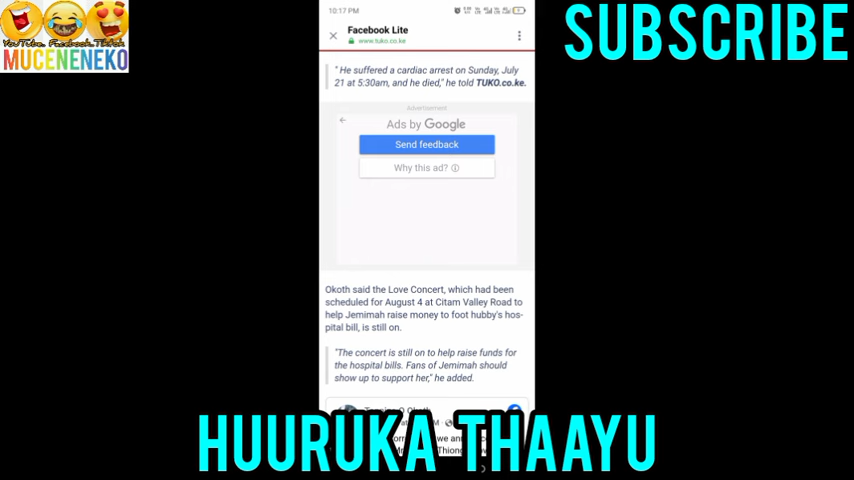 YouTube. Facebook.Tiktok
MUCENENEKO
SUBSCRIBE
10:17 PM
Facebook Lite
www.tuko.co.ke
" He suffered a cardiac arrest on Sunday, July
21 at 5:30am, and he died," he told TUKO.co.ke.
Advertisement
Ads by Google
Send feedback
Why this ad?
Okoth said the Love Concert, which had been
scheduled for August 4 at Citam Valley Road to
help Jemimah raise money to foot hubby's hos-
pital bill, is still on.
"The concert is still on to help raise funds for
the hospital bills. Fans of Jemimah should
show up to support her," he added.
Okoth
we
Thiong
HUURUKA THAAYU